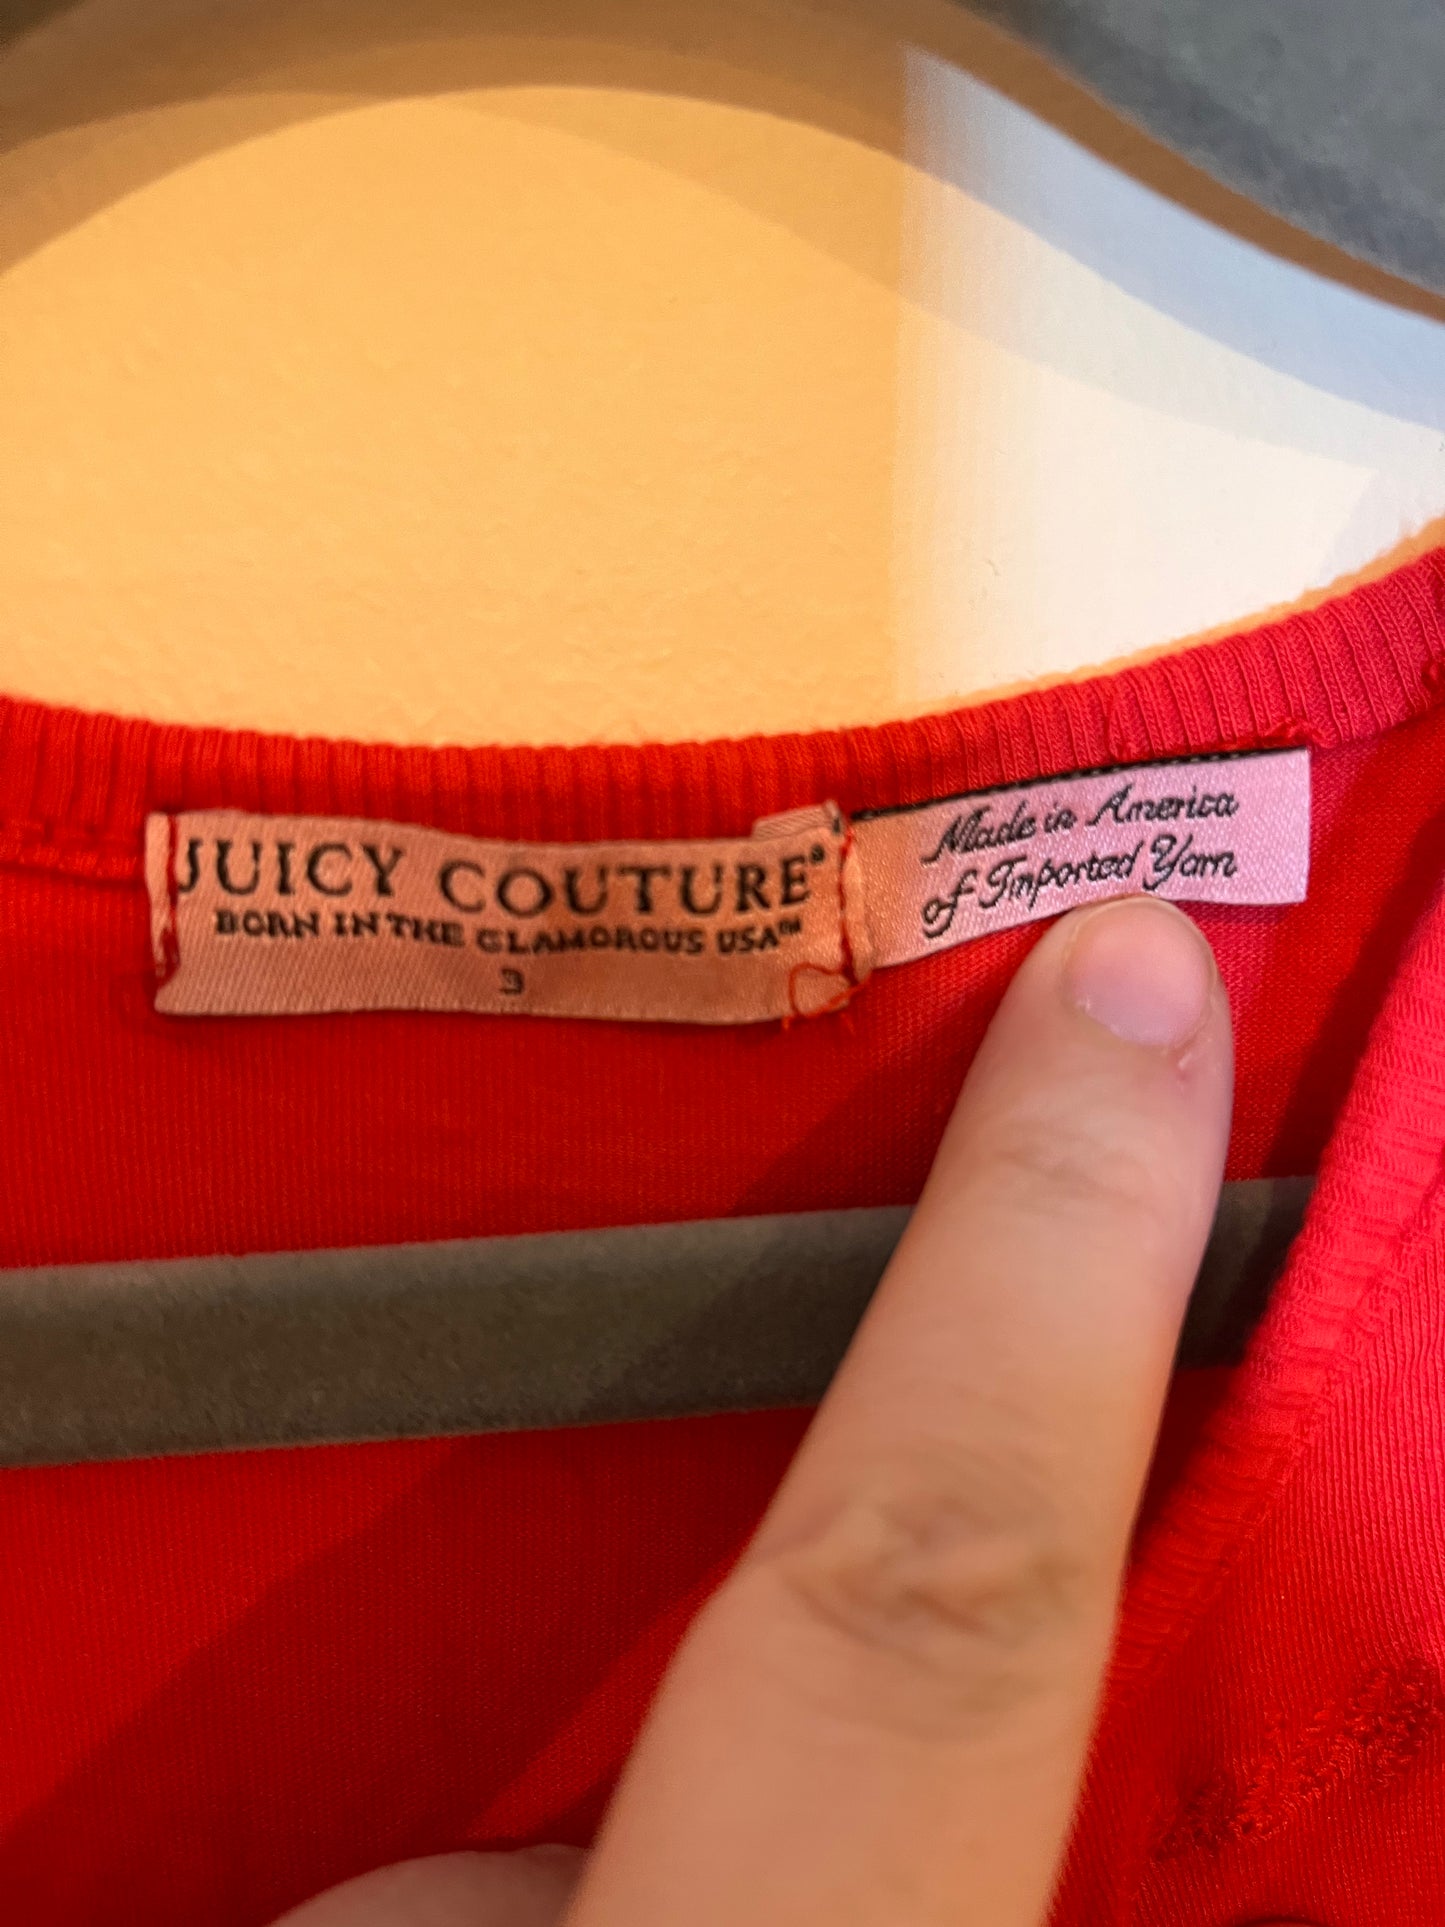 JUICY COUTURE®
BORN IN THE GLAMOROUS USA™
3
Made in America
of Imported Yarn